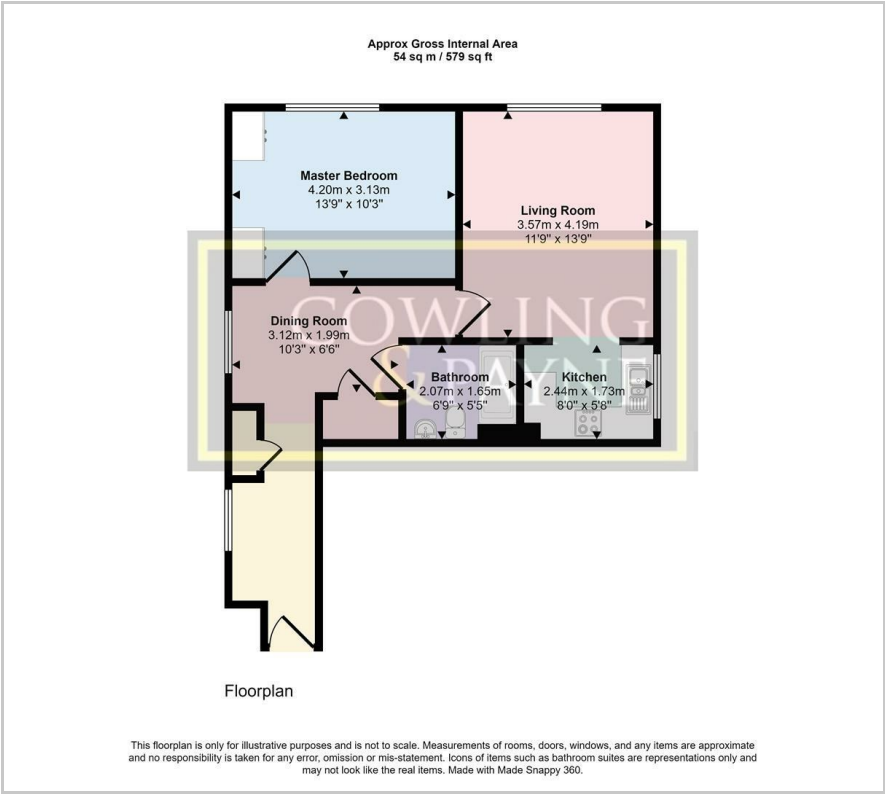 Approx Gross Internal Area
54 sq m / 579 sq ft
Master Bedroom
4.20m x 3.13m
13'9" x 10'3"
Living Room
3.57m x 4.19m
11'9" x 13'9"
COWLING
& PAYNE
Dining Room
3.12m x 1.99m
10'3" x 6'6"
Bathroom
2.07m x 1.65m
6'9" x 5'5"
Kitchen
2.44m x 1.73m
8'0" x 5'8"
Floorplan
This floorplan is only for illustrative purposes and is not to scale. Measurements of rooms, doors, windows, and any items are approximate
and no responsibility is taken for any error, omission or mis-statement. Icons of items such as bathroom suites are representations only and
may not look like the real items. Made with Made Snappy 360.